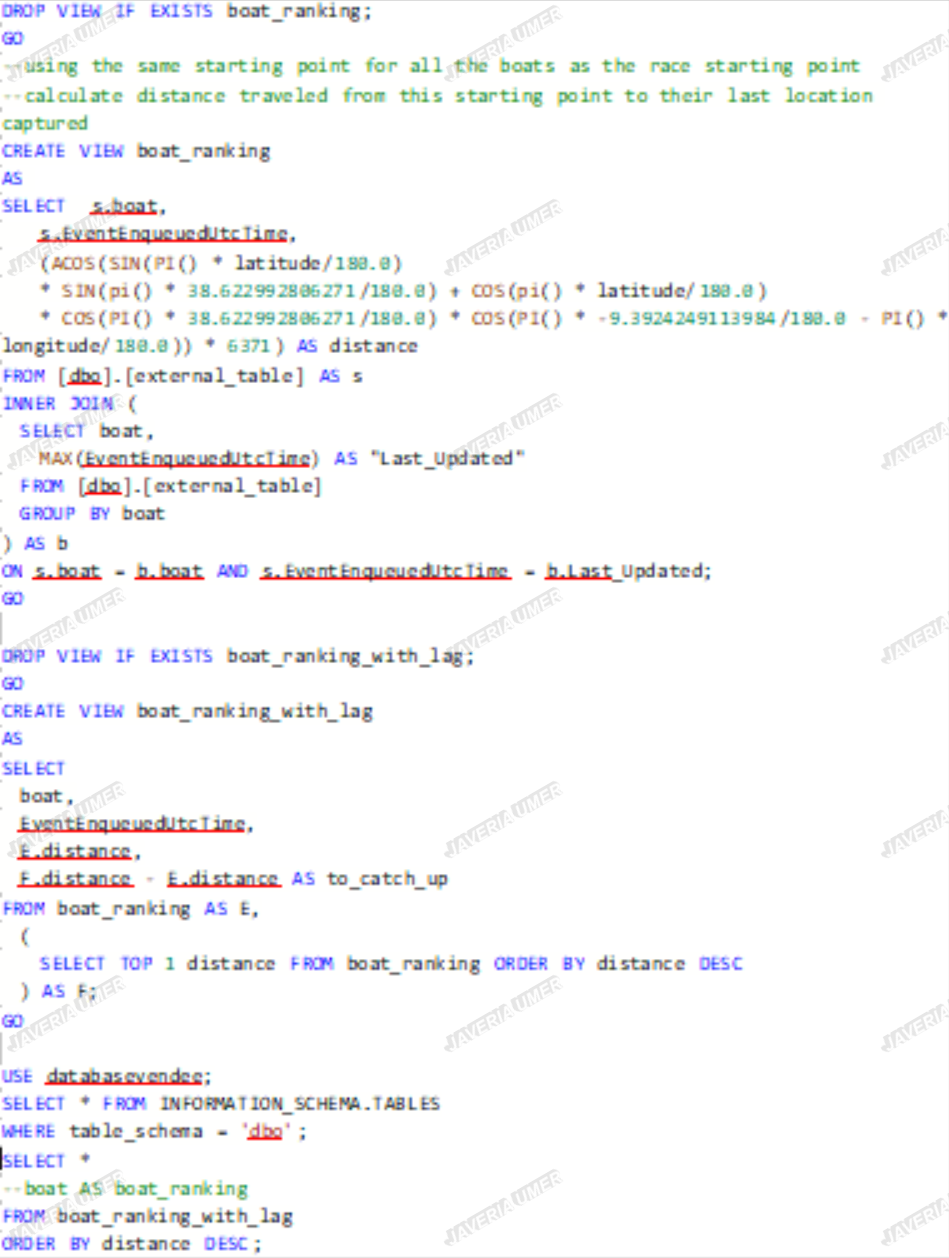 DROP VIEW IF EXISTS boat_ranking;
GO
--using the same starting point for all the boats as the race starting point
--calculate distance traveled from this starting point to their last location
captured
CREATE VIEW boat_ranking
AS
SELECT  s.boat,
    s.EventEnqueuedUtcTime,
    (ACOS(SIN(PI() * latitude/180.0)
    * SIN(pi() * 38.622992806271/180.0) + COS(pi() * latitude/180.0)
    * COS(PI() * 38.622992806271/180.0) * COS(PI() * -9.3924249113984/180.0 - PI() *
longitude/180.0)) * 6371) AS distance
FROM [dbo].[external_table] AS s
INNER JOIN (
  SELECT boat,
    MAX(EventEnqueuedUtcTime) AS "Last_Updated"
  FROM [dbo].[external_table]
  GROUP BY boat
) AS b
ON s.boat = b.boat AND s.EventEnqueuedUtcTime = b.Last_Updated;
GO
DROP VIEW IF EXISTS boat_ranking_with_lag;
GO
CREATE VIEW boat_ranking_with_lag
AS
SELECT
  boat,
  EventEnqueuedUtcTime,
  E.distance,
  F.distance - E.distance AS to_catch_up
FROM boat_ranking AS E,
  (
    SELECT TOP 1 distance FROM boat_ranking ORDER BY distance DESC
  ) AS F;
GO
USE databasevendee;
SELECT * FROM INFORMATION_SCHEMA.TABLES
WHERE table_schema = 'dbo';
SELECT *
--boat AS boat_ranking
FROM boat_ranking_with_lag
ORDER BY distance DESC;
JAVERIA UMER